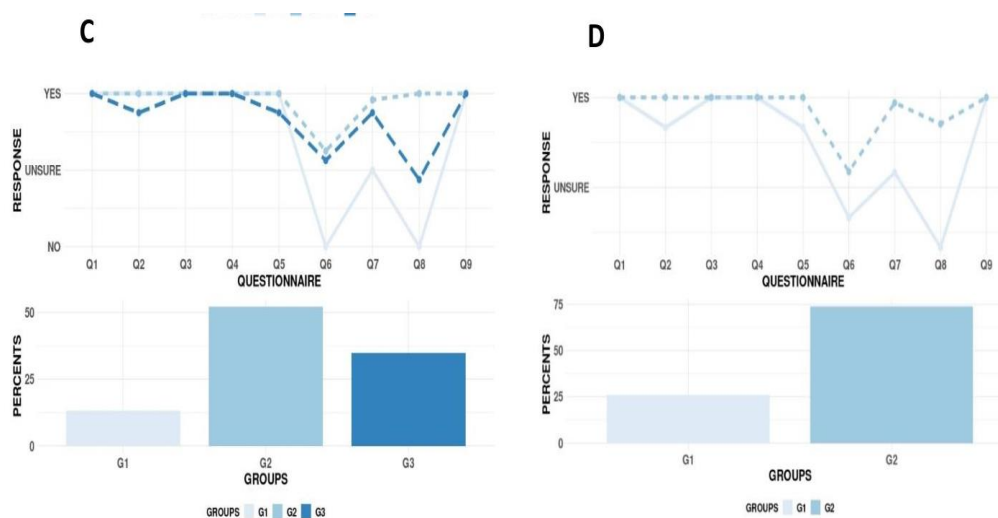 C
YES
UNSURE
NO
RESPONSE
Q1 Q2 Q3 Q4 Q5 Q6 Q7 Q8 Q9
QUESTIONNAIRE
50
25
0
PERCENTS
G1 G2 G3
GROUPS
GROUPS G1 G2 G3
D
YES
UNSURE
RESPONSE
Q1 Q2 Q3 Q4 Q5 Q6 Q7 Q8 Q9
QUESTIONNAIRE
75
50
25
0
PERCENTS
G1 G2
GROUPS
GROUPS G1 G2